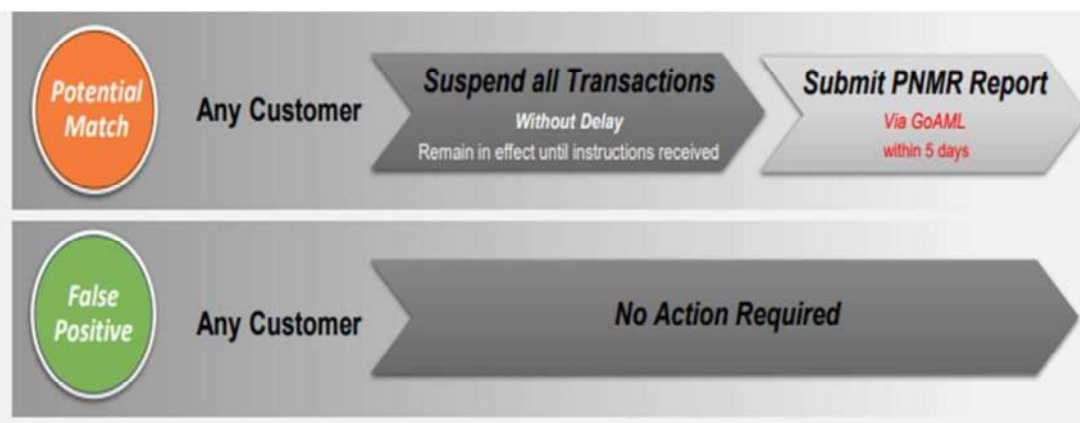 Potential
Match
Any Customer
Suspend all Transactions
Without Delay
Remain in effect until instructions received
Submit PNMR Report
Via GoAML
within 5 days
False
Positive
Any Customer
No Action Required